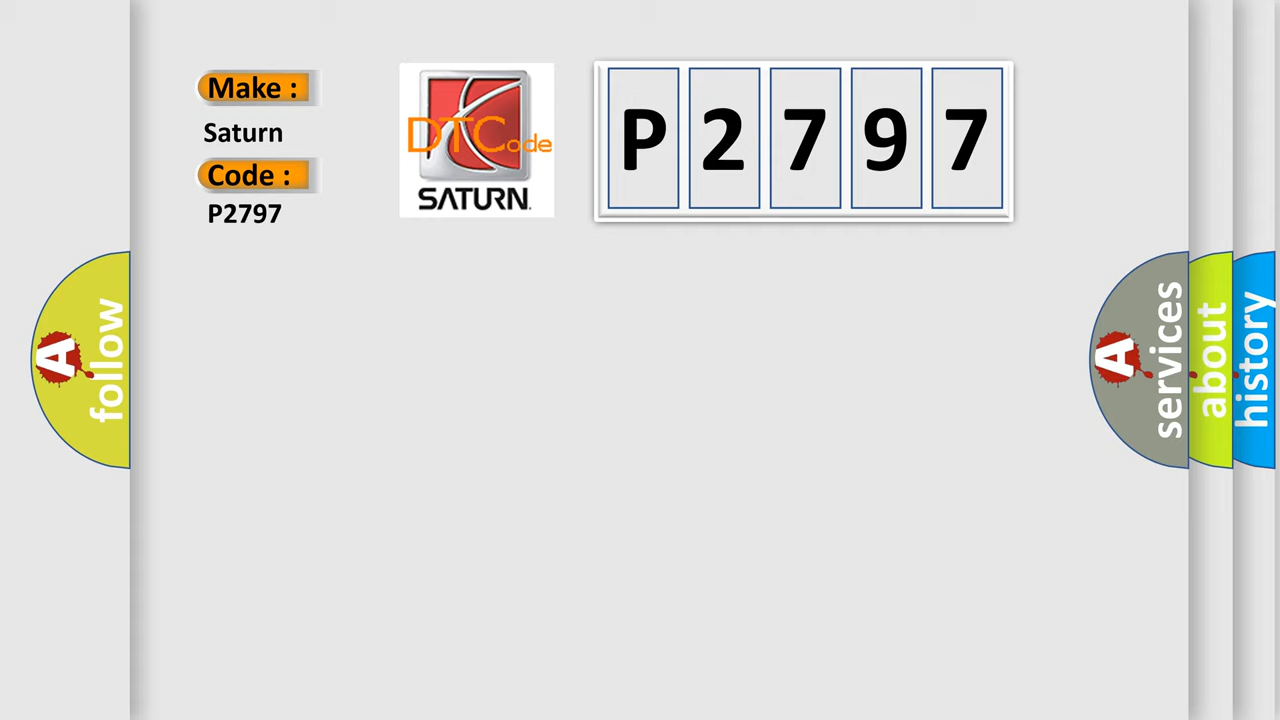 Make :
Saturn
Code :
P2797
DTCode
SATURN.
P 2 7 9 7
A follow
A services
about
history